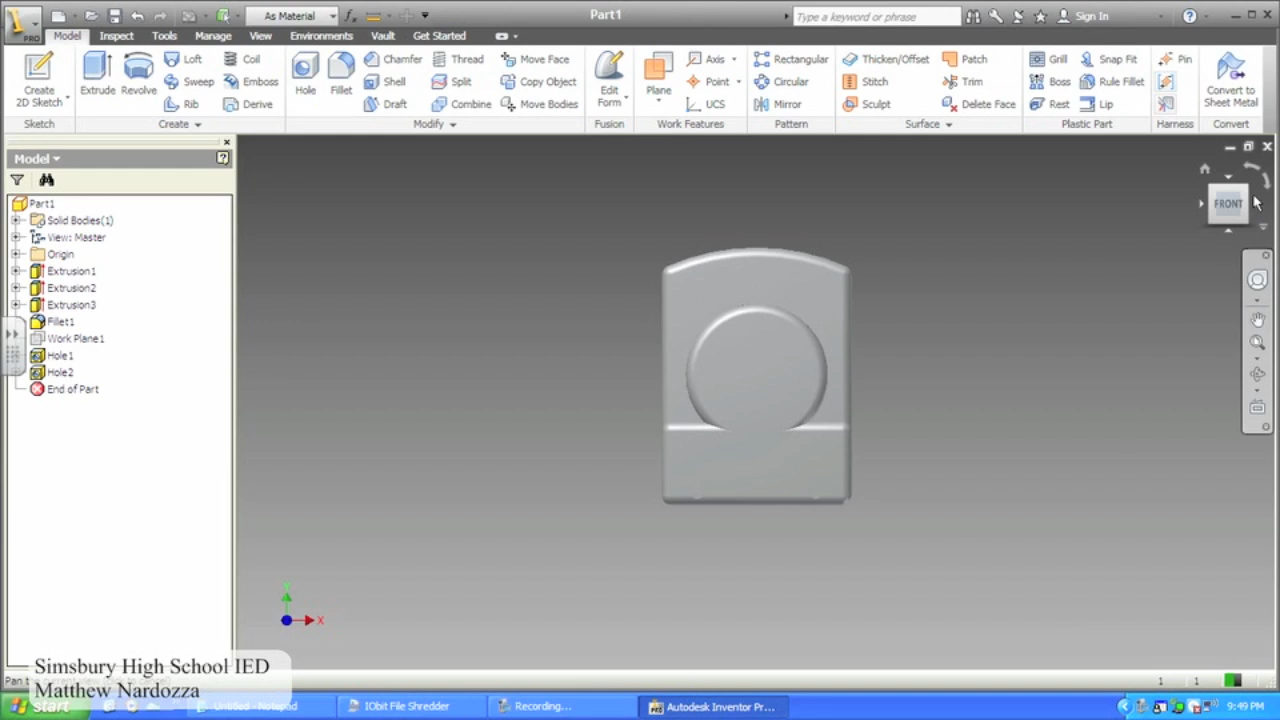 As Material
Part1
Type a keyword or phrase
Sign In
PRO
Model
Inspect
Tools
Manage
View
Environments
Vault
Get Started
Create
2D Sketch
Extrude
Revolve
Loft
Sweep
Rib
Coil
Emboss
Derive
Hole
Fillet
Chamfer
Shell
Draft
Thread
Split
Combine
Move Face
Copy Object
Move Bodies
Edit
Form
Plane
Axis
Point
UCS
Rectangular
Circular
Mirror
Thicken/Offset
Stitch
Sculpt
Patch
Trim
Delete Face
Grill
Boss
Rest
Snap Fit
Rule Fillet
Lip
Pin
Convert to
Sheet Metal
Sketch
Create
Modify
Fusion
Work Features
Pattern
Surface
Plastic Part
Harness
Convert
Model
Part1
Solid Bodies(1)
View: Master
Origin
Extrusion1
Extrusion2
Extrusion3
Fillet1
Work Plane1
Hole1
Hole2
End of Part
FRONT
Y
X
Simsbury High School IED
Matthew Nardozza
1 1
start
Untitled - Notepad
IObit File Shredder
Recording...
Autodesk Inventor Pr...
9:49 PM